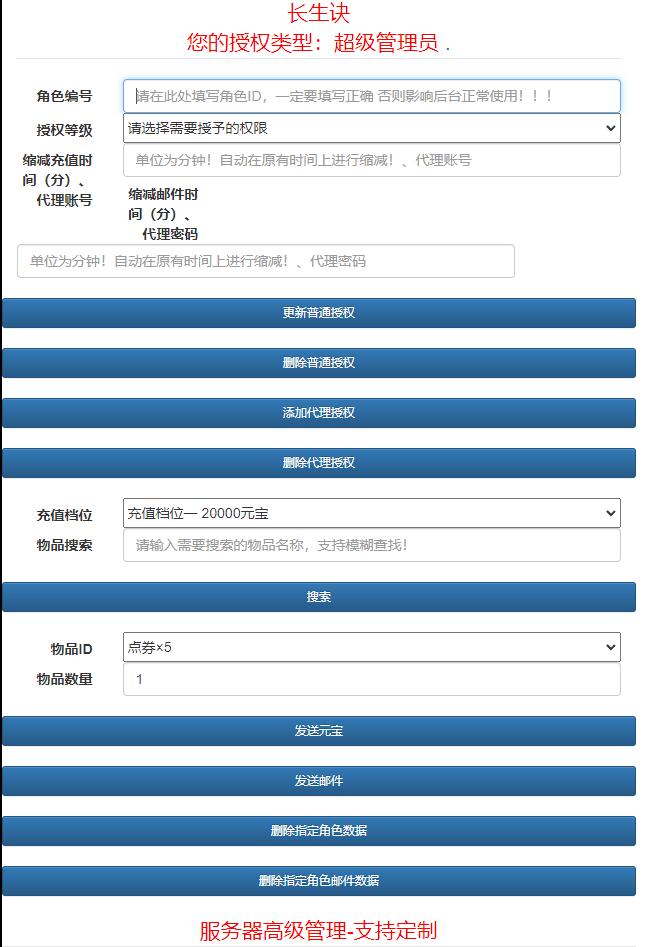 长生诀
您的授权类型：超级管理员 .
角色编号
请在此处填写角色ID，一定要填写正确 否则影响后台正常使用！！！
授权等级
请选择需要授予的权限
缩减充值时
间（分）、
代理账号
单位为分钟！自动在原有时间上进行缩减！、代理账号
缩减邮件时
间（分）、
代理密码
单位为分钟！自动在原有时间上进行缩减！、代理密码
更新普通授权
删除普通授权
添加代理授权
删除代理授权
充值档位
充值档位一 20000元宝
物品搜索
请输入需要搜索的物品名称，支持模糊查找！
搜索
物品ID
点券×5
物品数量
1
发送元宝
发送邮件
删除指定角色数据
删除指定角色邮件数据
服务器高级管理-支持定制